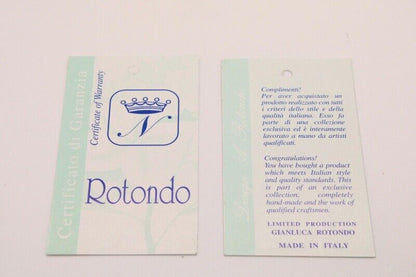 Certificato di Garanzia
Certificate of Warranty
N
Rotondo
Complimenti!
Per aver acquistato un
prodotto realizzato con tutti
i criteri dello stile e della
qualità italiana. Esso fa
parte di una collezione
esclusiva ed è interamente
lavorato a mano da artisti
qualificati.
Congratulations!
You have bought a product
which meets Italian style
and quality standards. This
is part of an exclusive
collection, completely
hand-made and the work of
qualified craftsmen.
LIMITED PRODUCTION
GIANLUCA ROTONDO
MADE IN ITALY